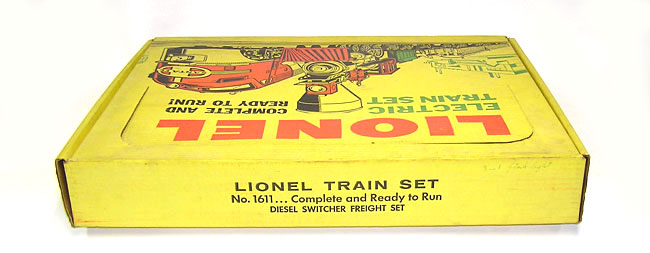 LIONEL
ELECTRIC
TRAIN SET
COMPLETE AND
READY TO RUN!
LIONEL TRAIN SET
No. 1611... Complete and Ready to Run
DIESEL SWITCHER FREIGHT SET